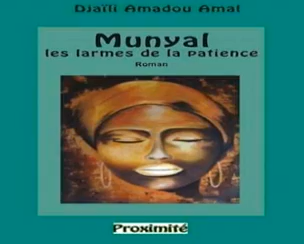 Djaïli Amadou Amal
Munyal
les larmes de la patience
Roman
Proximité